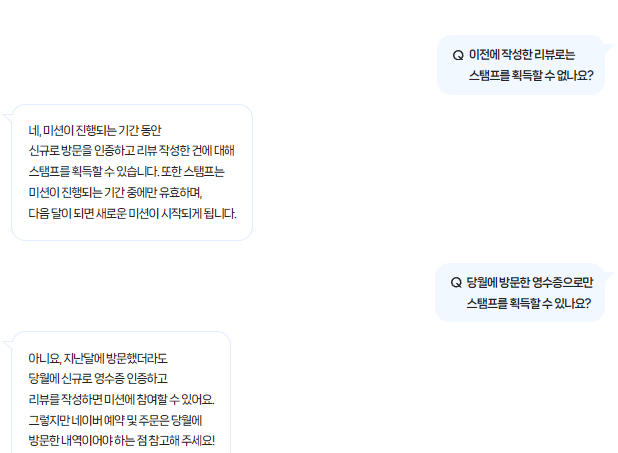 Q 이전에 작성한 리뷰로는
스탬프를 획득할 수 없나요?
네, 미션이 진행되는 기간 동안
신규로 방문을 인증하고 리뷰 작성한 건에 대해
스탬프를 획득할 수 있습니다. 또한 스탬프는
미션이 진행되는 기간 중에만 유효하며,
다음 달이 되면 새로운 미션이 시작되게 됩니다.
Q 당월에 방문한 영수증으로만
스탬프를 획득할 수 있나요?
아니요, 지난달에 방문했더라도
당월에 신규로 영수증 인증하고
리뷰를 작성하면 미션에 참여할 수 있어요.
그렇지만 네이버 예약 및 주문은 당월에
방문한 내역이어야 하는 점 참고해 주세요!